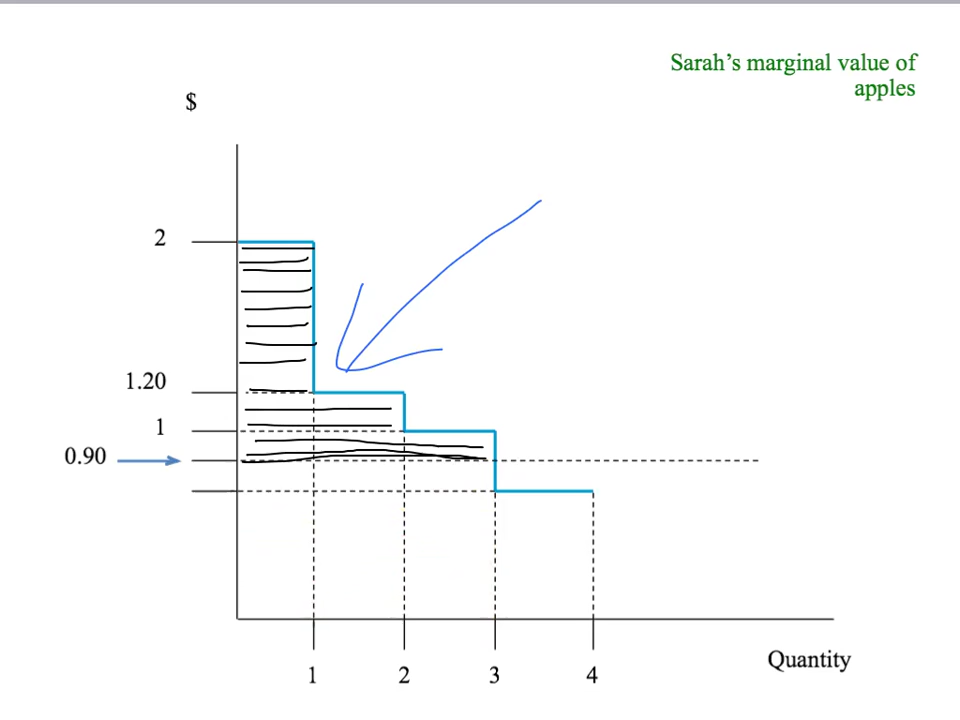 Sarah’s marginal value of
apples
$
2
1.20
1
0.90
1 2 3 4
Quantity